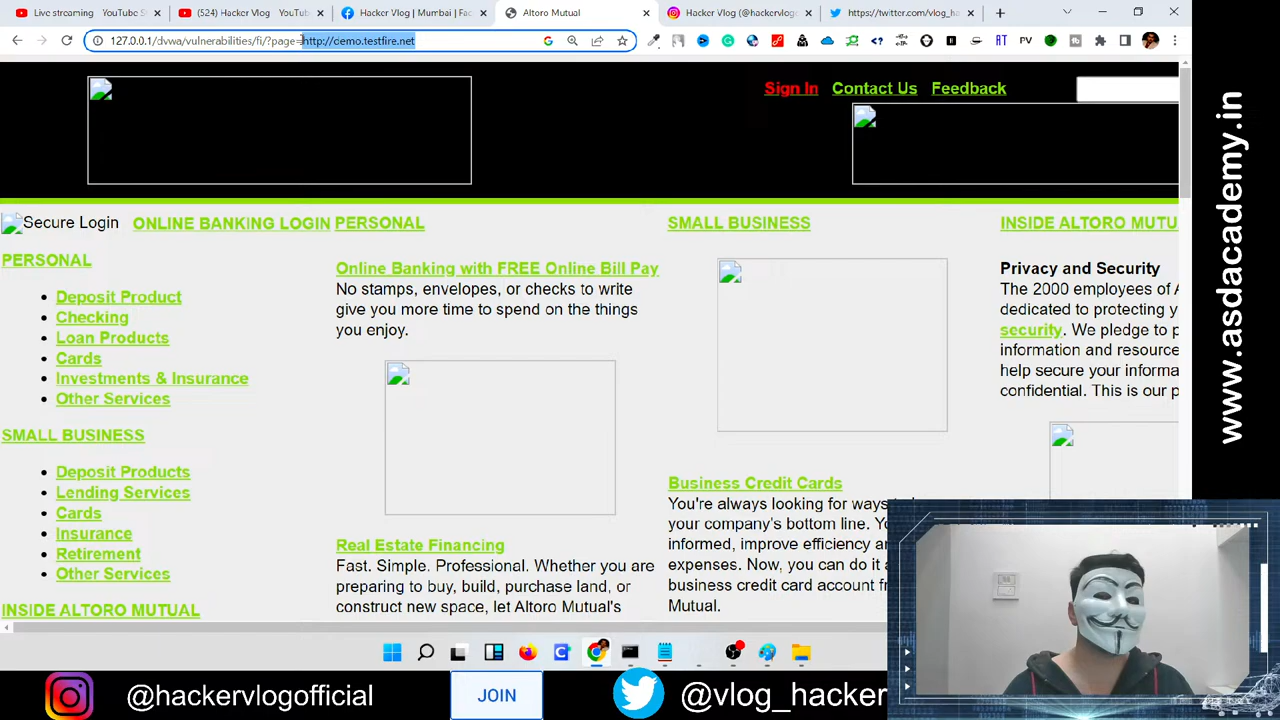 Live streaming - YouTube S
(524) Hacker Vlog - YouTub
Hacker Vlog | Mumbai | Fac
Altoro Mutual
Hacker Vlog (@hackervlog
https://twitter.com/vlog_h
127.0.0.1/dvwa/vulnerabilities/fi/?page=http://demo.testfire.net
Sign In Contact Us Feedback
Secure Login ONLINE BANKING LOGIN
PERSONAL
Deposit Product
Checking
Loan Products
Cards
Investments & Insurance
Other Services
SMALL BUSINESS
Deposit Products
Lending Services
Cards
Insurance
Retirement
Other Services
INSIDE ALTORO MUTUAL
PERSONAL
Online Banking with FREE Online Bill Pay
No stamps, envelopes, or checks to write
give you more time to spend on the things
you enjoy.
Real Estate Financing
Fast. Simple. Professional. Whether you are
preparing to buy, build, purchase land, or
construct new space, let Altoro Mutual's
SMALL BUSINESS
Business Credit Cards
You're always looking for ways to
your company's bottom line. Yo
informed, improve efficiency an
expenses. Now, you can do it a
business credit card account fr
Mutual.
INSIDE ALTORO MUTU
Privacy and Security
The 2000 employees of A
dedicated to protecting y
security. We pledge to p
information and resource
help secure your informa
confidential. This is our p
www.asdacademy.in
@hackervlogofficial
JOIN
@vlog_hacker